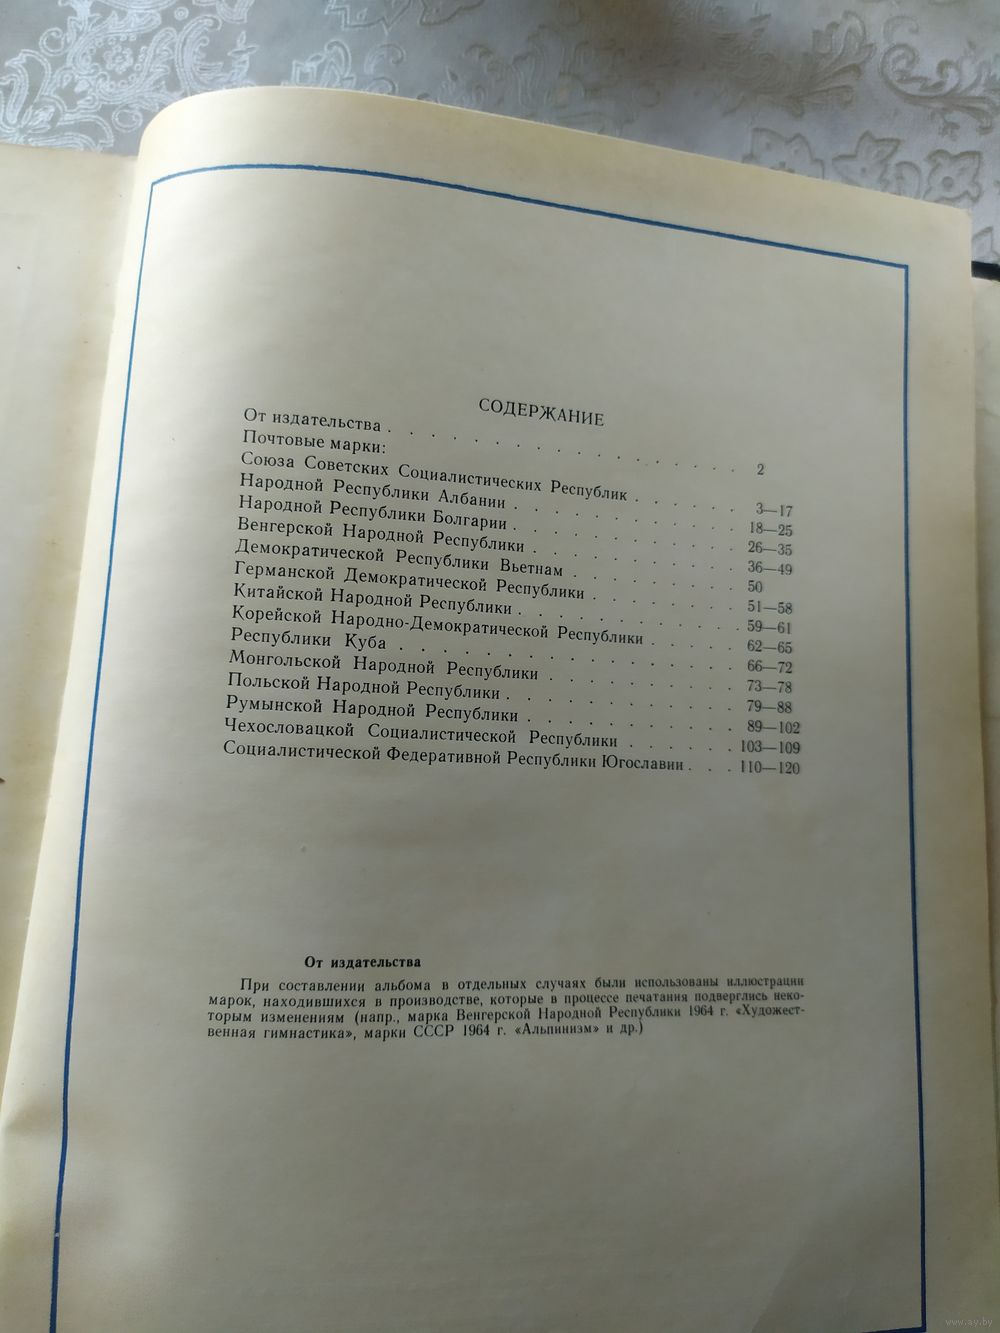 СОДЕРЖАНИЕ
От издательства . . . . . . . . . . . . . . . . . 2
Почтовые марки:
Союза Советских Социалистических Республик . . . . . . 3—17
Народной Республики Албании . . . . . . . . . . . 18—25
Народной Республики Болгарии . . . . . . . . . . . 26—35
Венгерской Народной Республики . . . . . . . . . . 36—49
Демократической Республики Вьетнам . . . . . . . . 50
Германской Демократической Республики . . . . . . . 51—58
Китайской Народной Республики . . . . . . . . . . . 59—61
Корейской Народно-Демократической Республики . . . . . 62—65
Республики Куба . . . . . . . . . . . . . . . . 66—72
Монгольской Народной Республики . . . . . . . . . 73—78
Польской Народной Республики . . . . . . . . . . . 79—88
Румынской Народной Республики . . . . . . . . . . 89—102
Чехословацкой Социалистической Республики . . . . . . 103—109
Социалистической Федеративной Республики Югославии . . . 110—120
От издательства
При составлении альбома в отдельных случаях были использованы иллюстрации
марок, находившихся в производстве, которые в процессе печатания подверглись неко-
торым изменениям (напр., марка Венгерской Народной Республики 1964 г. «Художест-
венная гимнастика», марки СССР 1964 г. «Альпинизм» и др.)
www.ay.by